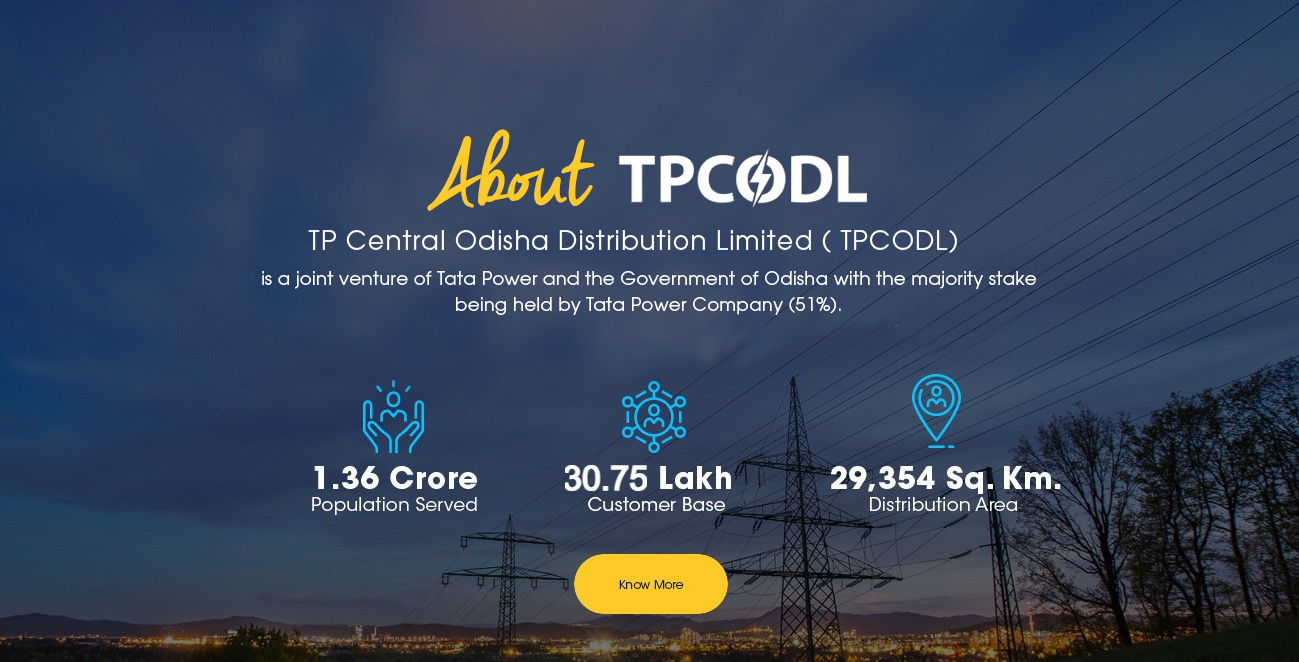 About TPCODL
TP Central Odisha Distribution Limited ( TPCODL)
is a joint venture of Tata Power and the Government of Odisha with the majority stake
being held by Tata Power Company (51%).
1.36 Crore
Population Served
30.75 Lakh
Customer Base
29,354 Sq. Km.
Distribution Area
Know More